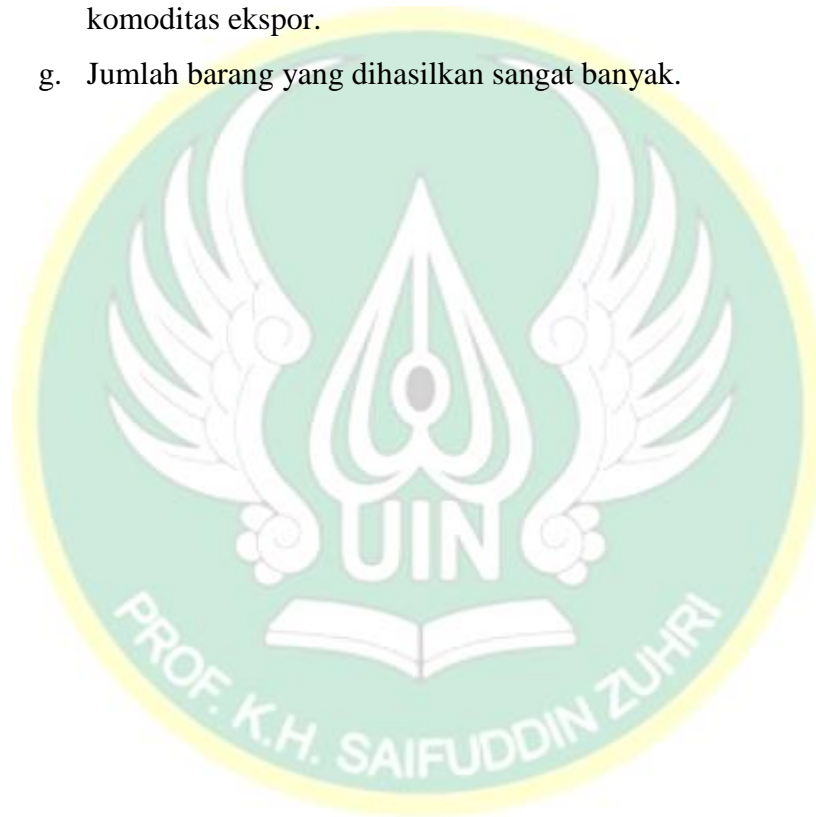 komoditas ekspor.
g. Jumlah barang yang dihasilkan sangat banyak.
UIN
PROF. K.H. SAIFUDDIN ZUHRI